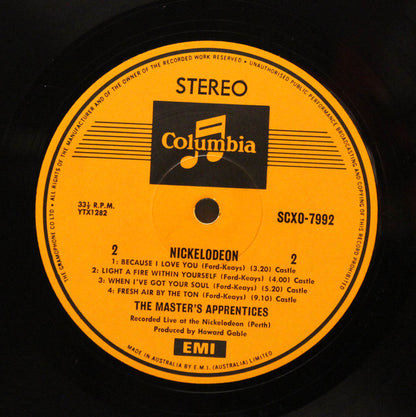 ALL RIGHTS OF THE MANUFACTURER AND OF THE OWNER OF THE RECORDED WORK RESERVED • UNAUTHORISED PUBLIC PERFORMANCE BROADCASTING AND COPYING OF THIS RECORD PROHIBITED
THE GRAMOPHONE CO LTD •
STEREO
Columbia
33⅓ R.P.M.
YTX1282
SCXO-7992
2 NICKELODEON 2
1: BECAUSE I LOVE YOU (Ford-Keays) (3.20) Castle
2: LIGHT A FIRE WITHIN YOURSELF (Ford-Keays) (4.00) Castle
3: WHEN I'VE GOT YOUR SOUL (Ford-Keays) (5.20) Castle
4: FRESH AIR BY THE TON (Ford-Keays) (9.10) Castle
THE MASTER'S APPRENTICES
Recorded Live at the Nickelodeon (Perth)
Produced by Howard Gable
EMI
MADE IN AUSTRALIA BY E.M.I. (AUSTRALIA) LIMITED